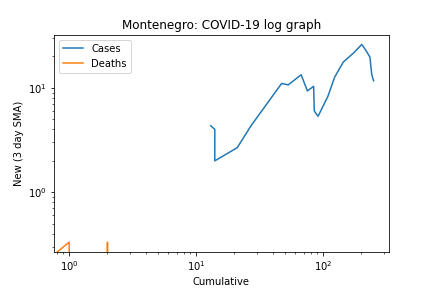 Montenegro: COVID-19 log graph
Cases
Deaths
New (3 day SMA)
10¹
10⁰
10⁰ 10¹ 10²
Cumulative